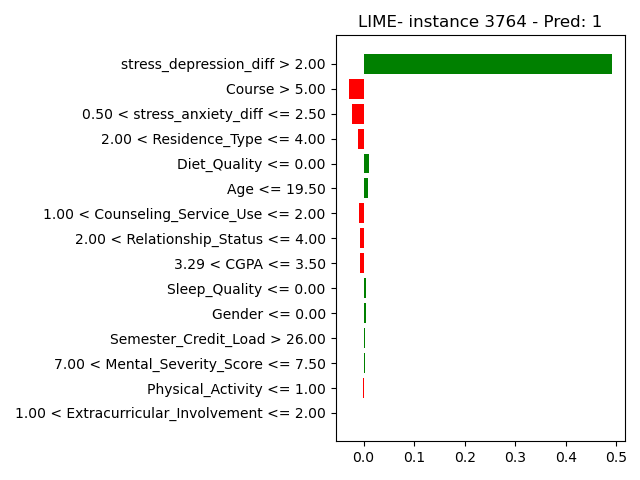 LIME- instance 3764 - Pred: 1
stress_depression_diff > 2.00
Course > 5.00
0.50 < stress_anxiety_diff <= 2.50
2.00 < Residence_Type <= 4.00
Diet_Quality <= 0.00
Age <= 19.50
1.00 < Counseling_Service_Use <= 2.00
2.00 < Relationship_Status <= 4.00
3.29 < CGPA <= 3.50
Sleep_Quality <= 0.00
Gender <= 0.00
Semester_Credit_Load > 26.00
7.00 < Mental_Severity_Score <= 7.50
Physical_Activity <= 1.00
1.00 < Extracurricular_Involvement <= 2.00
0.0 0.1 0.2 0.3 0.4 0.5